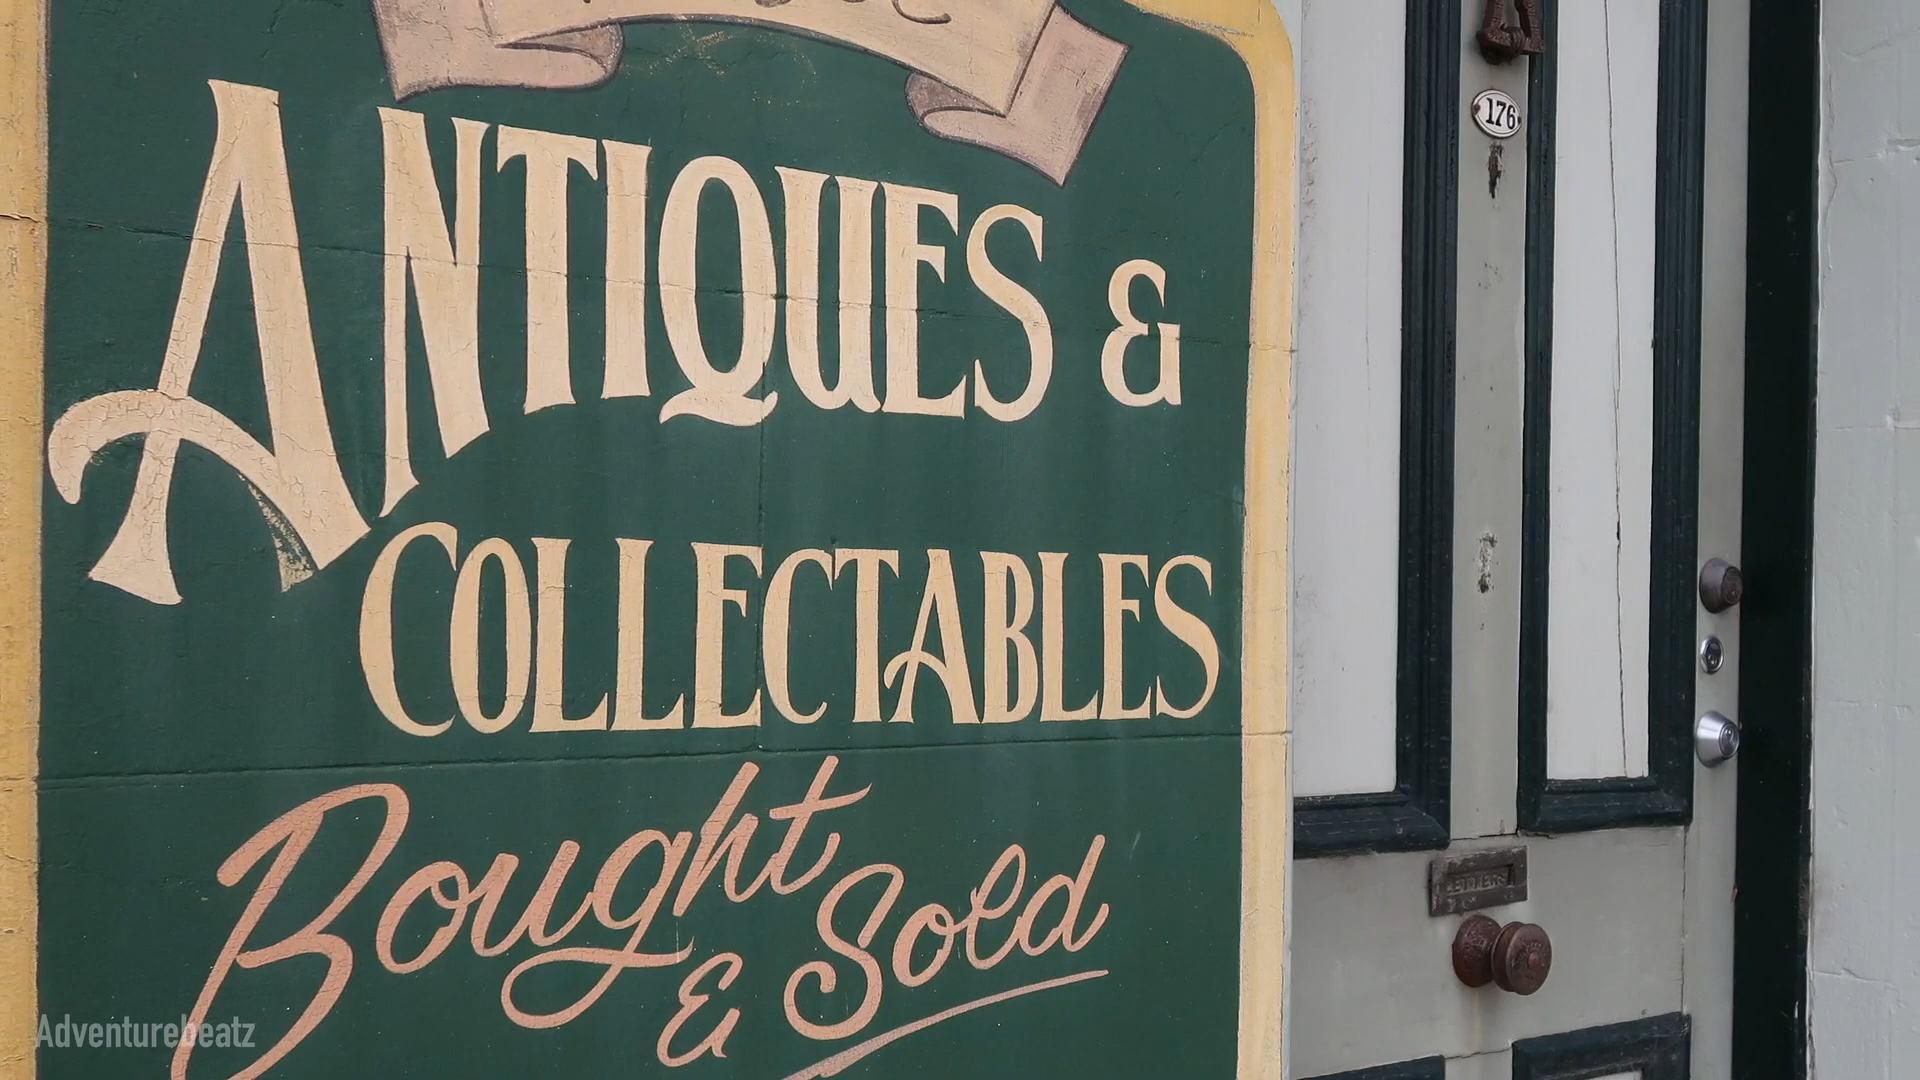 ANTIQUES &
COLLECTABLES
Bought
& Sold
176
LETTERS
Adventurebeatz